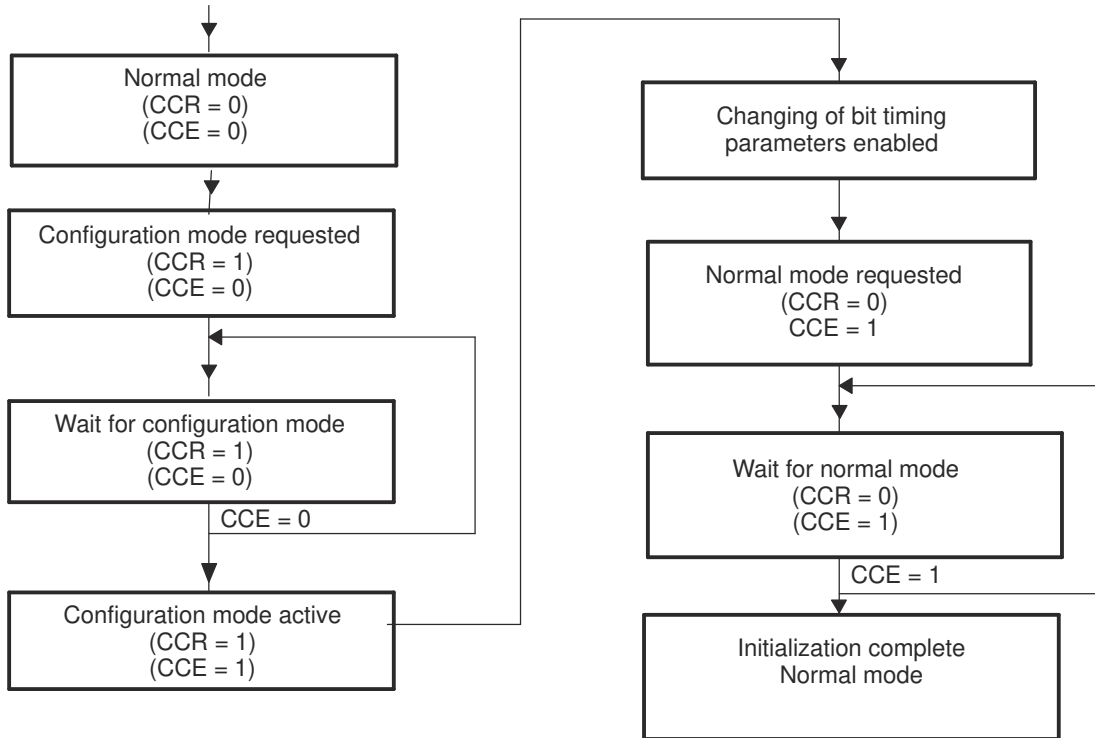 Normal mode
(CCR = 0)
(CCE = 0)
Configuration mode requested
(CCR = 1)
(CCE = 0)
Wait for configuration mode
(CCR = 1)
(CCE = 0)
CCE = 0
Configuration mode active
(CCR = 1)
(CCE = 1)
Changing of bit timing
parameters enabled
Normal mode requested
(CCR = 0)
CCE = 1
Wait for normal mode
(CCR = 0)
(CCE = 1)
CCE = 1
Initialization complete
Normal mode